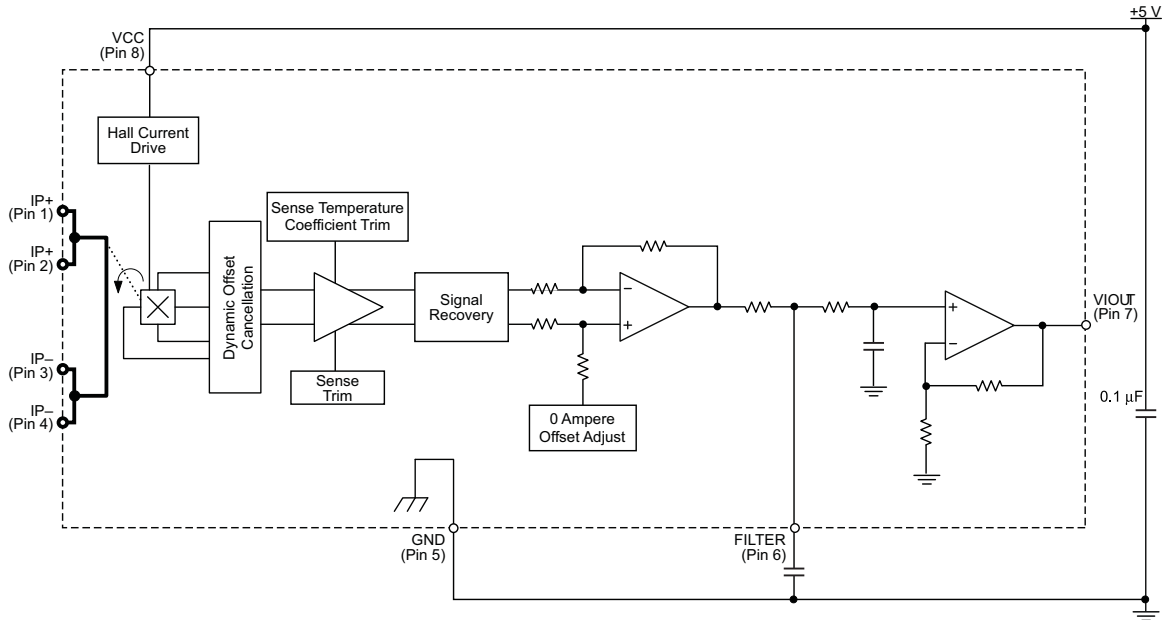 +5 V
VCC
(Pin 8)
Hall Current
Drive
IP+
(Pin 1)
IP+
(Pin 2)
IP–
(Pin 3)
IP–
(Pin 4)
Dynamic Offset
Cancellation
Sense Temperature
Coefficient Trim
Sense
Trim
Signal
Recovery
–
+
0 Ampere
Offset Adjust
+
–
VIOUT
(Pin 7)
0.1 µF
GND
(Pin 5)
FILTER
(Pin 6)